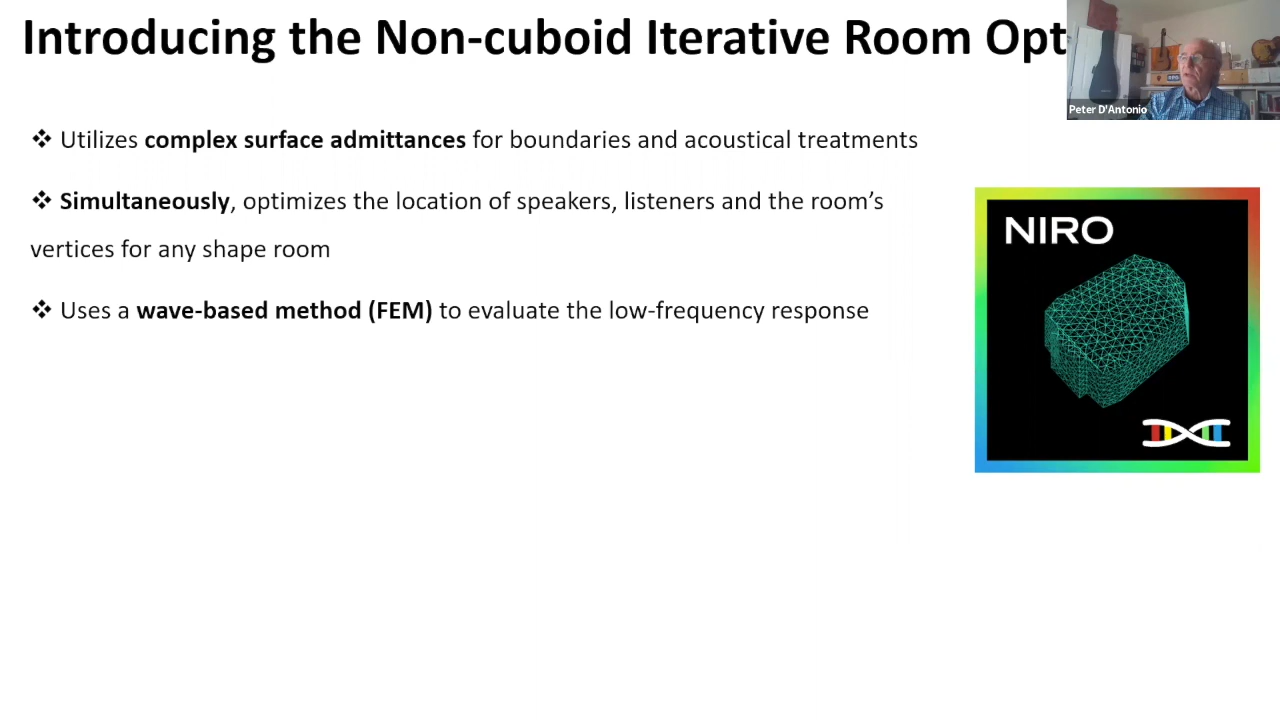 Introducing the Non-cuboid Iterative Room Opt
Peter D'Antonio
❖ Utilizes complex surface admittances for boundaries and acoustical treatments
❖ Simultaneously, optimizes the location of speakers, listeners and the room’s
vertices for any shape room
❖ Uses a wave-based method (FEM) to evaluate the low-frequency response
NIRO